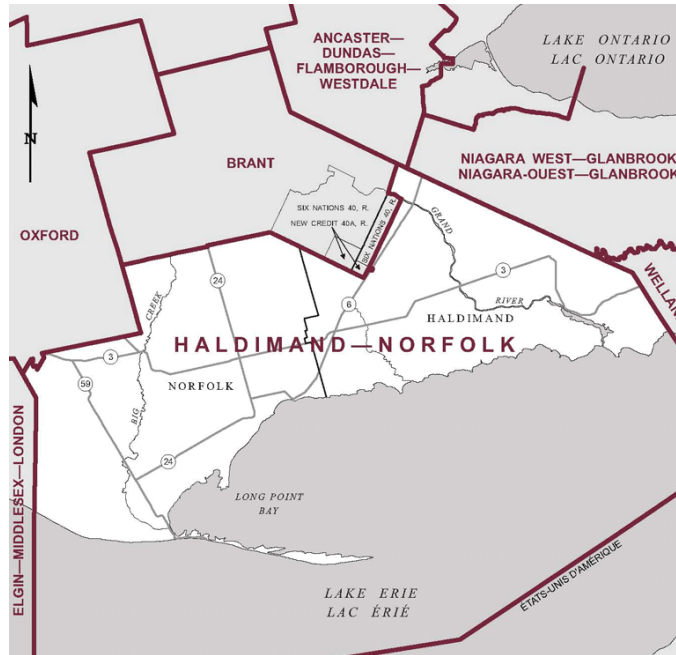 ANCASTER—
DUNDAS—
FLAMBOROUGH—
WESTDALE
LAKE ONTARIO
LAC ONTARIO
N
BRANT
NIAGARA WEST—GLANBROOK
NIAGARA-OUEST—GLANBROOK
SIX NATIONS 40, R.
NEW CREDIT 40A, R.
SIX NATIONS 40, R.
GRAND
RIVER
OXFORD
WELLAN
24
3
6
CREEK
HALDIMAND
HALDIMAND—NORFOLK
3
59
NORFOLK
BIG
24
LONG POINT
BAY
ELGIN—MIDDLESEX—LONDON
ÉTATS-UNIS D'AMÉRIQUE
LAKE ERIE
LAC ÉRIÉ